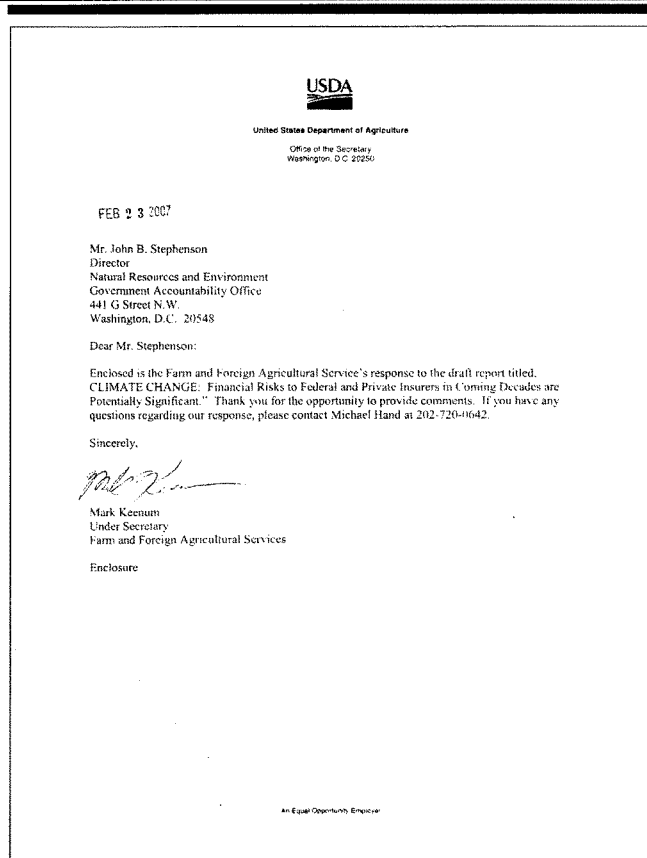 USDA
United States Department of Agriculture
Office of the Secretary
Washington, D.C. 20250
FEB 23 2007
Mr. John B. Stephenson
Director
Natural Resources and Environment
Government Accountability Office
441 G Street N.W.
Washington, D.C. 20548
Dear Mr. Stephenson:
Enclosed is the Farm and Foreign Agricultural Service's response to the draft report titled,
CLIMATE CHANGE: Financial Risks to Federal and Private Insurers in Coming Decades are
Potentially Significant." Thank you for the opportunity to provide comments. If you have any
questions regarding our response, please contact Michael Hand at 202-720-0642.
Sincerely,
Mark Keenum
Under Secretary
Farm and Foreign Agricultural Services
Enclosure
An Equal Opportunity Employer